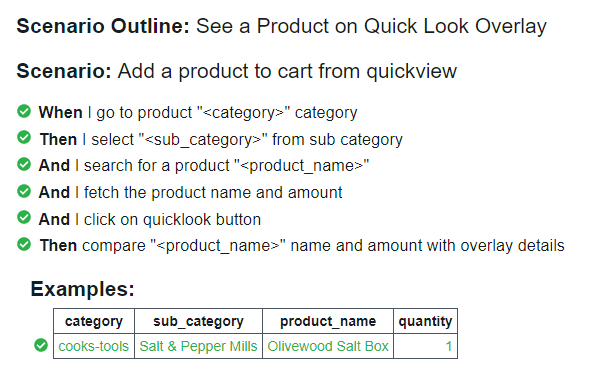 Scenario Outline: See a Product on Quick Look Overlay
Scenario: Add a product to cart from quickview
When I go to product "<category>" category
Then I select "<sub_category>" from sub category
And I search for a product "<product_name>"
And I fetch the product name and amount
And I click on quicklook button
Then compare "<product_name>" name and amount with overlay details
Examples:
category sub_category product_name quantity
cooks-tools Salt & Pepper Mills Olivewood Salt Box 1